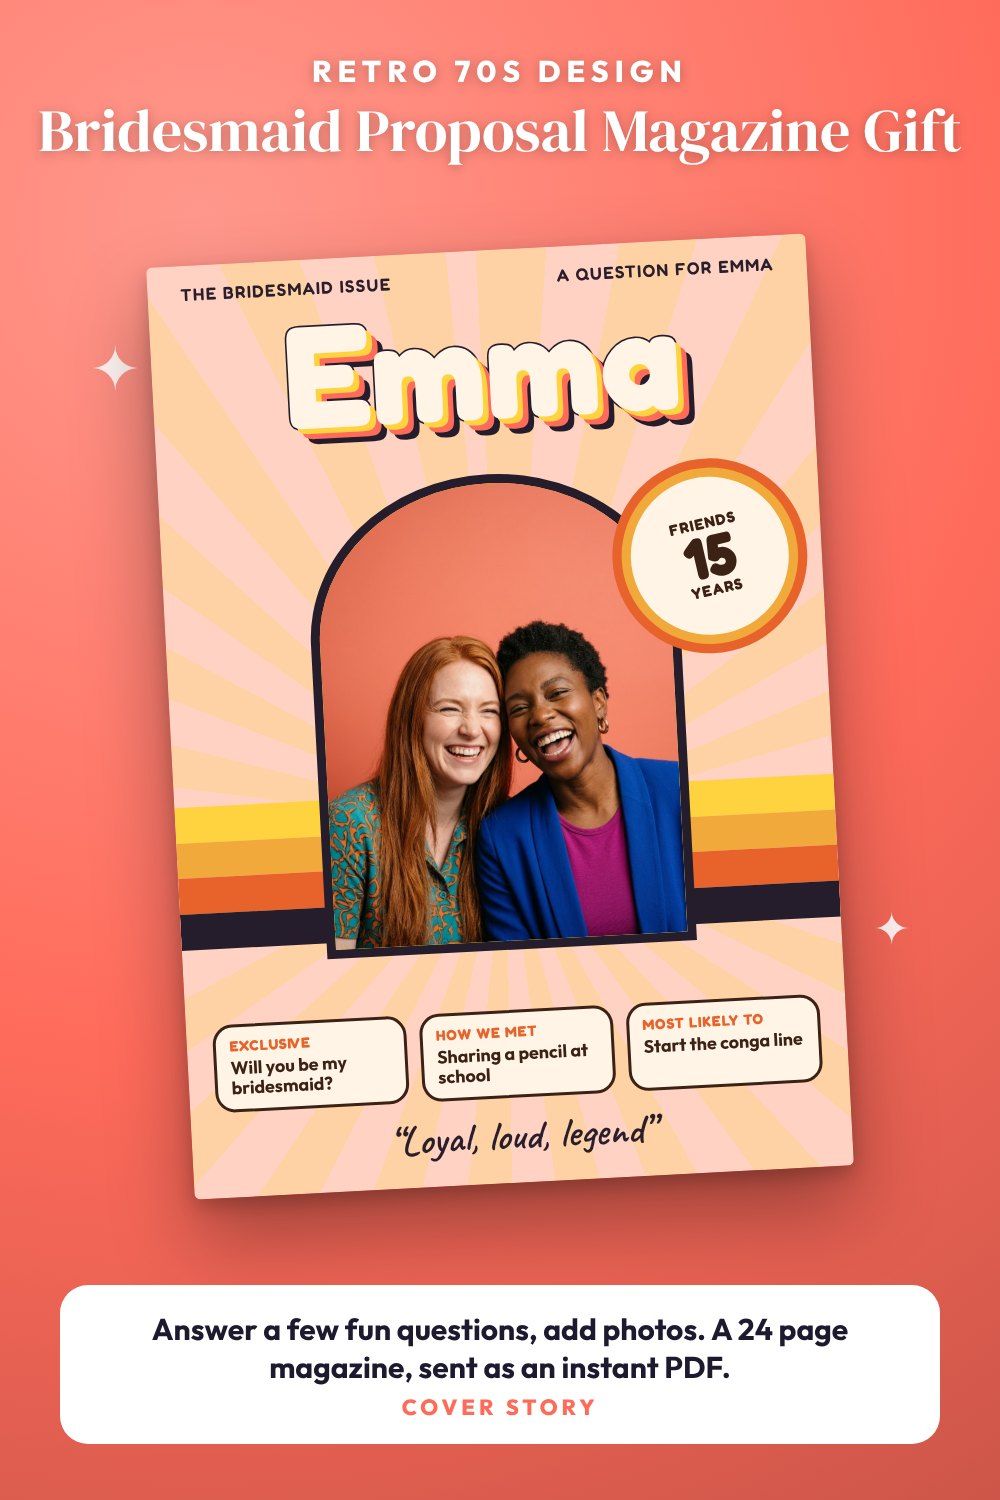 RETRO 70S DESIGN
Bridesmaid Proposal Magazine Gift
THE BRIDESMAID ISSUE
A QUESTION FOR EMMA
Emma
FRIENDS
15
YEARS
EXCLUSIVE
Will you be my
bridesmaid?
HOW WE MET
Sharing a pencil at
school
MOST LIKELY TO
Start the conga line
“Loyal, loud, legend”
Answer a few fun questions, add photos. A 24 page
magazine, sent as an instant PDF.
COVER STORY